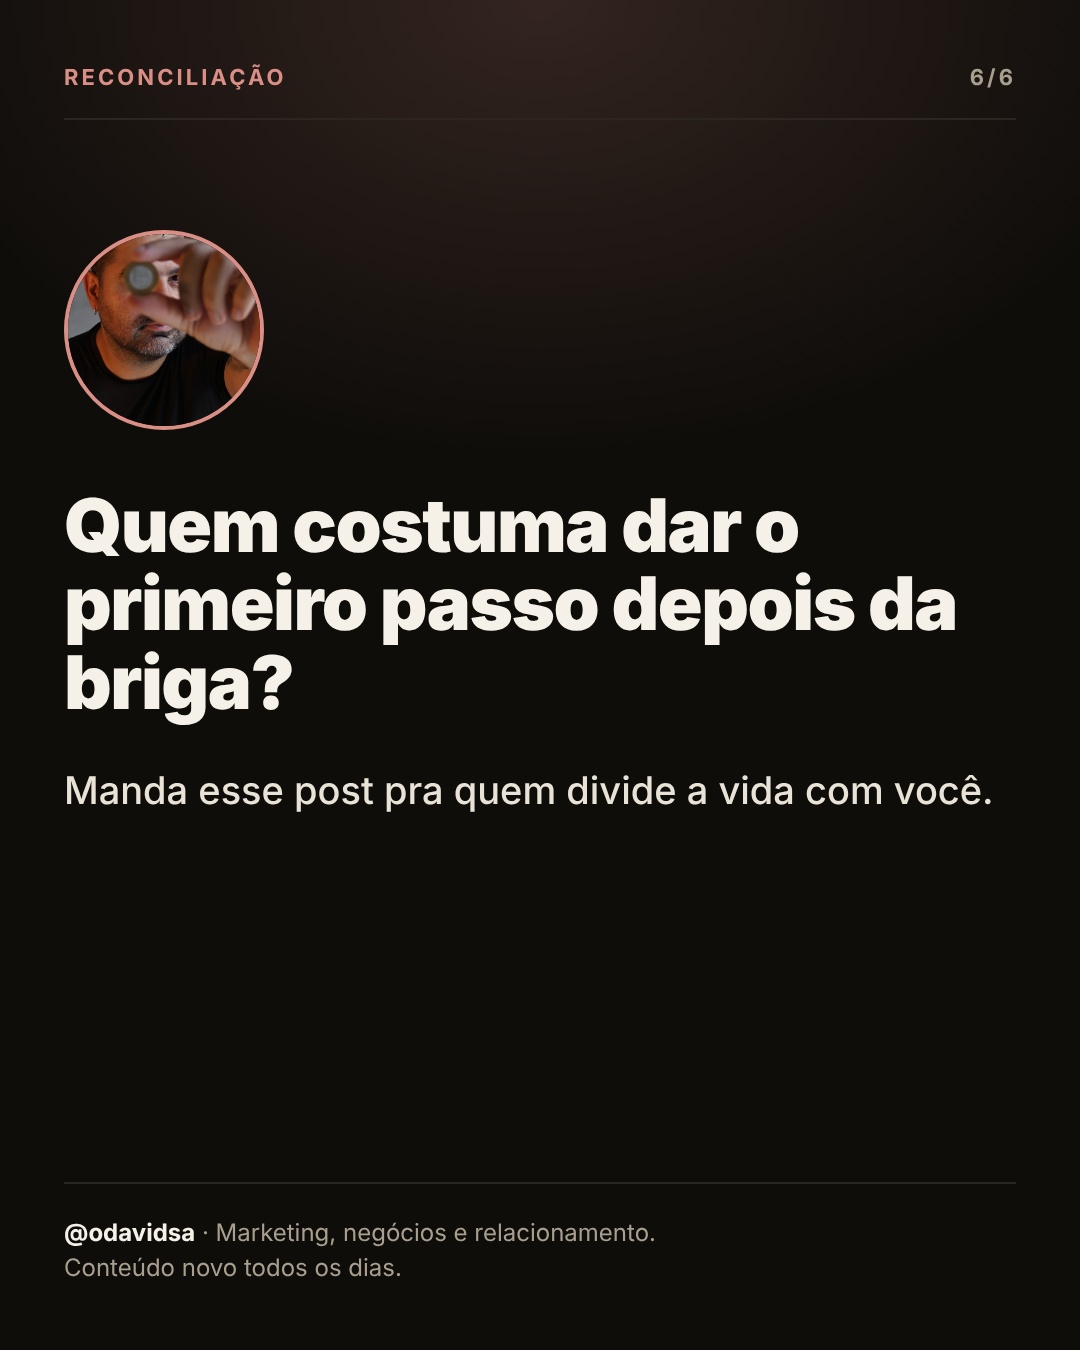 RECONCILIAÇÃO
6/6
Quem costuma dar o
primeiro passo depois da
briga?
Manda esse post pra quem divide a vida com você.
@odavidsa · Marketing, negócios e relacionamento.
Conteúdo novo todos os dias.